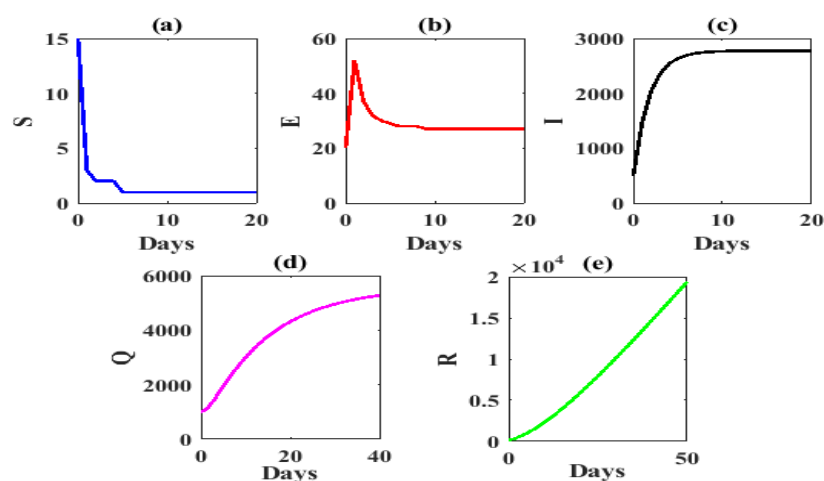 (a) (b) (c)
15 60 3000
10 40 2000
S E I
5 20 1000
0 0 0
0 10 20 0 10 20 0 10 20
Days Days Days
(d) ×10⁴ (e)
6000 2
4000 1.5
Q R 1
2000 0.5
0 0
0 20 40 0 50
Days Days